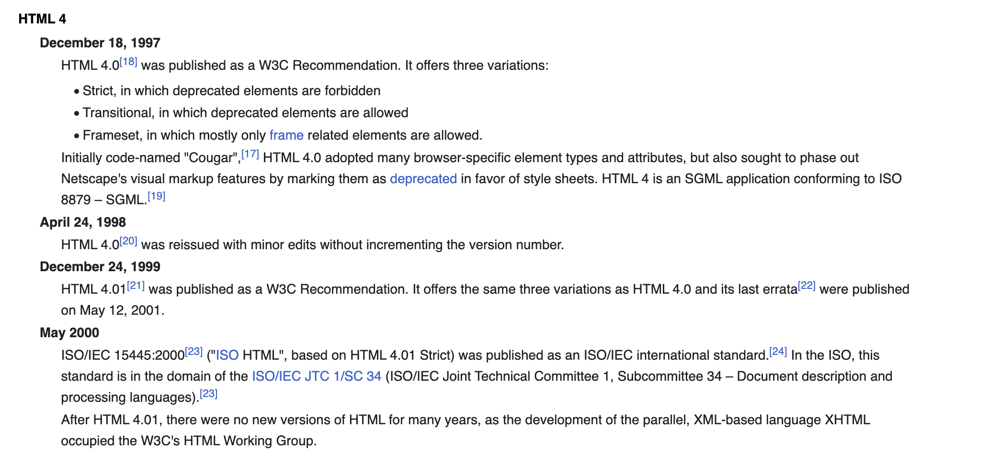 HTML 4
December 18, 1997
HTML 4.0[18] was published as a W3C Recommendation. It offers three variations:
• Strict, in which deprecated elements are forbidden
• Transitional, in which deprecated elements are allowed
• Frameset, in which mostly only frame related elements are allowed.
Initially code-named "Cougar",[17] HTML 4.0 adopted many browser-specific element types and attributes, but also sought to phase out
Netscape's visual markup features by marking them as deprecated in favor of style sheets. HTML 4 is an SGML application conforming to ISO
8879 – SGML.[19]
April 24, 1998
HTML 4.0[20] was reissued with minor edits without incrementing the version number.
December 24, 1999
HTML 4.01[21] was published as a W3C Recommendation. It offers the same three variations as HTML 4.0 and its last errata[22] were published
on May 12, 2001.
May 2000
ISO/IEC 15445:2000[23] ("ISO HTML", based on HTML 4.01 Strict) was published as an ISO/IEC international standard.[24] In the ISO, this
standard is in the domain of the ISO/IEC JTC 1/SC 34 (ISO/IEC Joint Technical Committee 1, Subcommittee 34 – Document description and
processing languages).[23]
After HTML 4.01, there were no new versions of HTML for many years, as the development of the parallel, XML-based language XHTML
occupied the W3C's HTML Working Group.